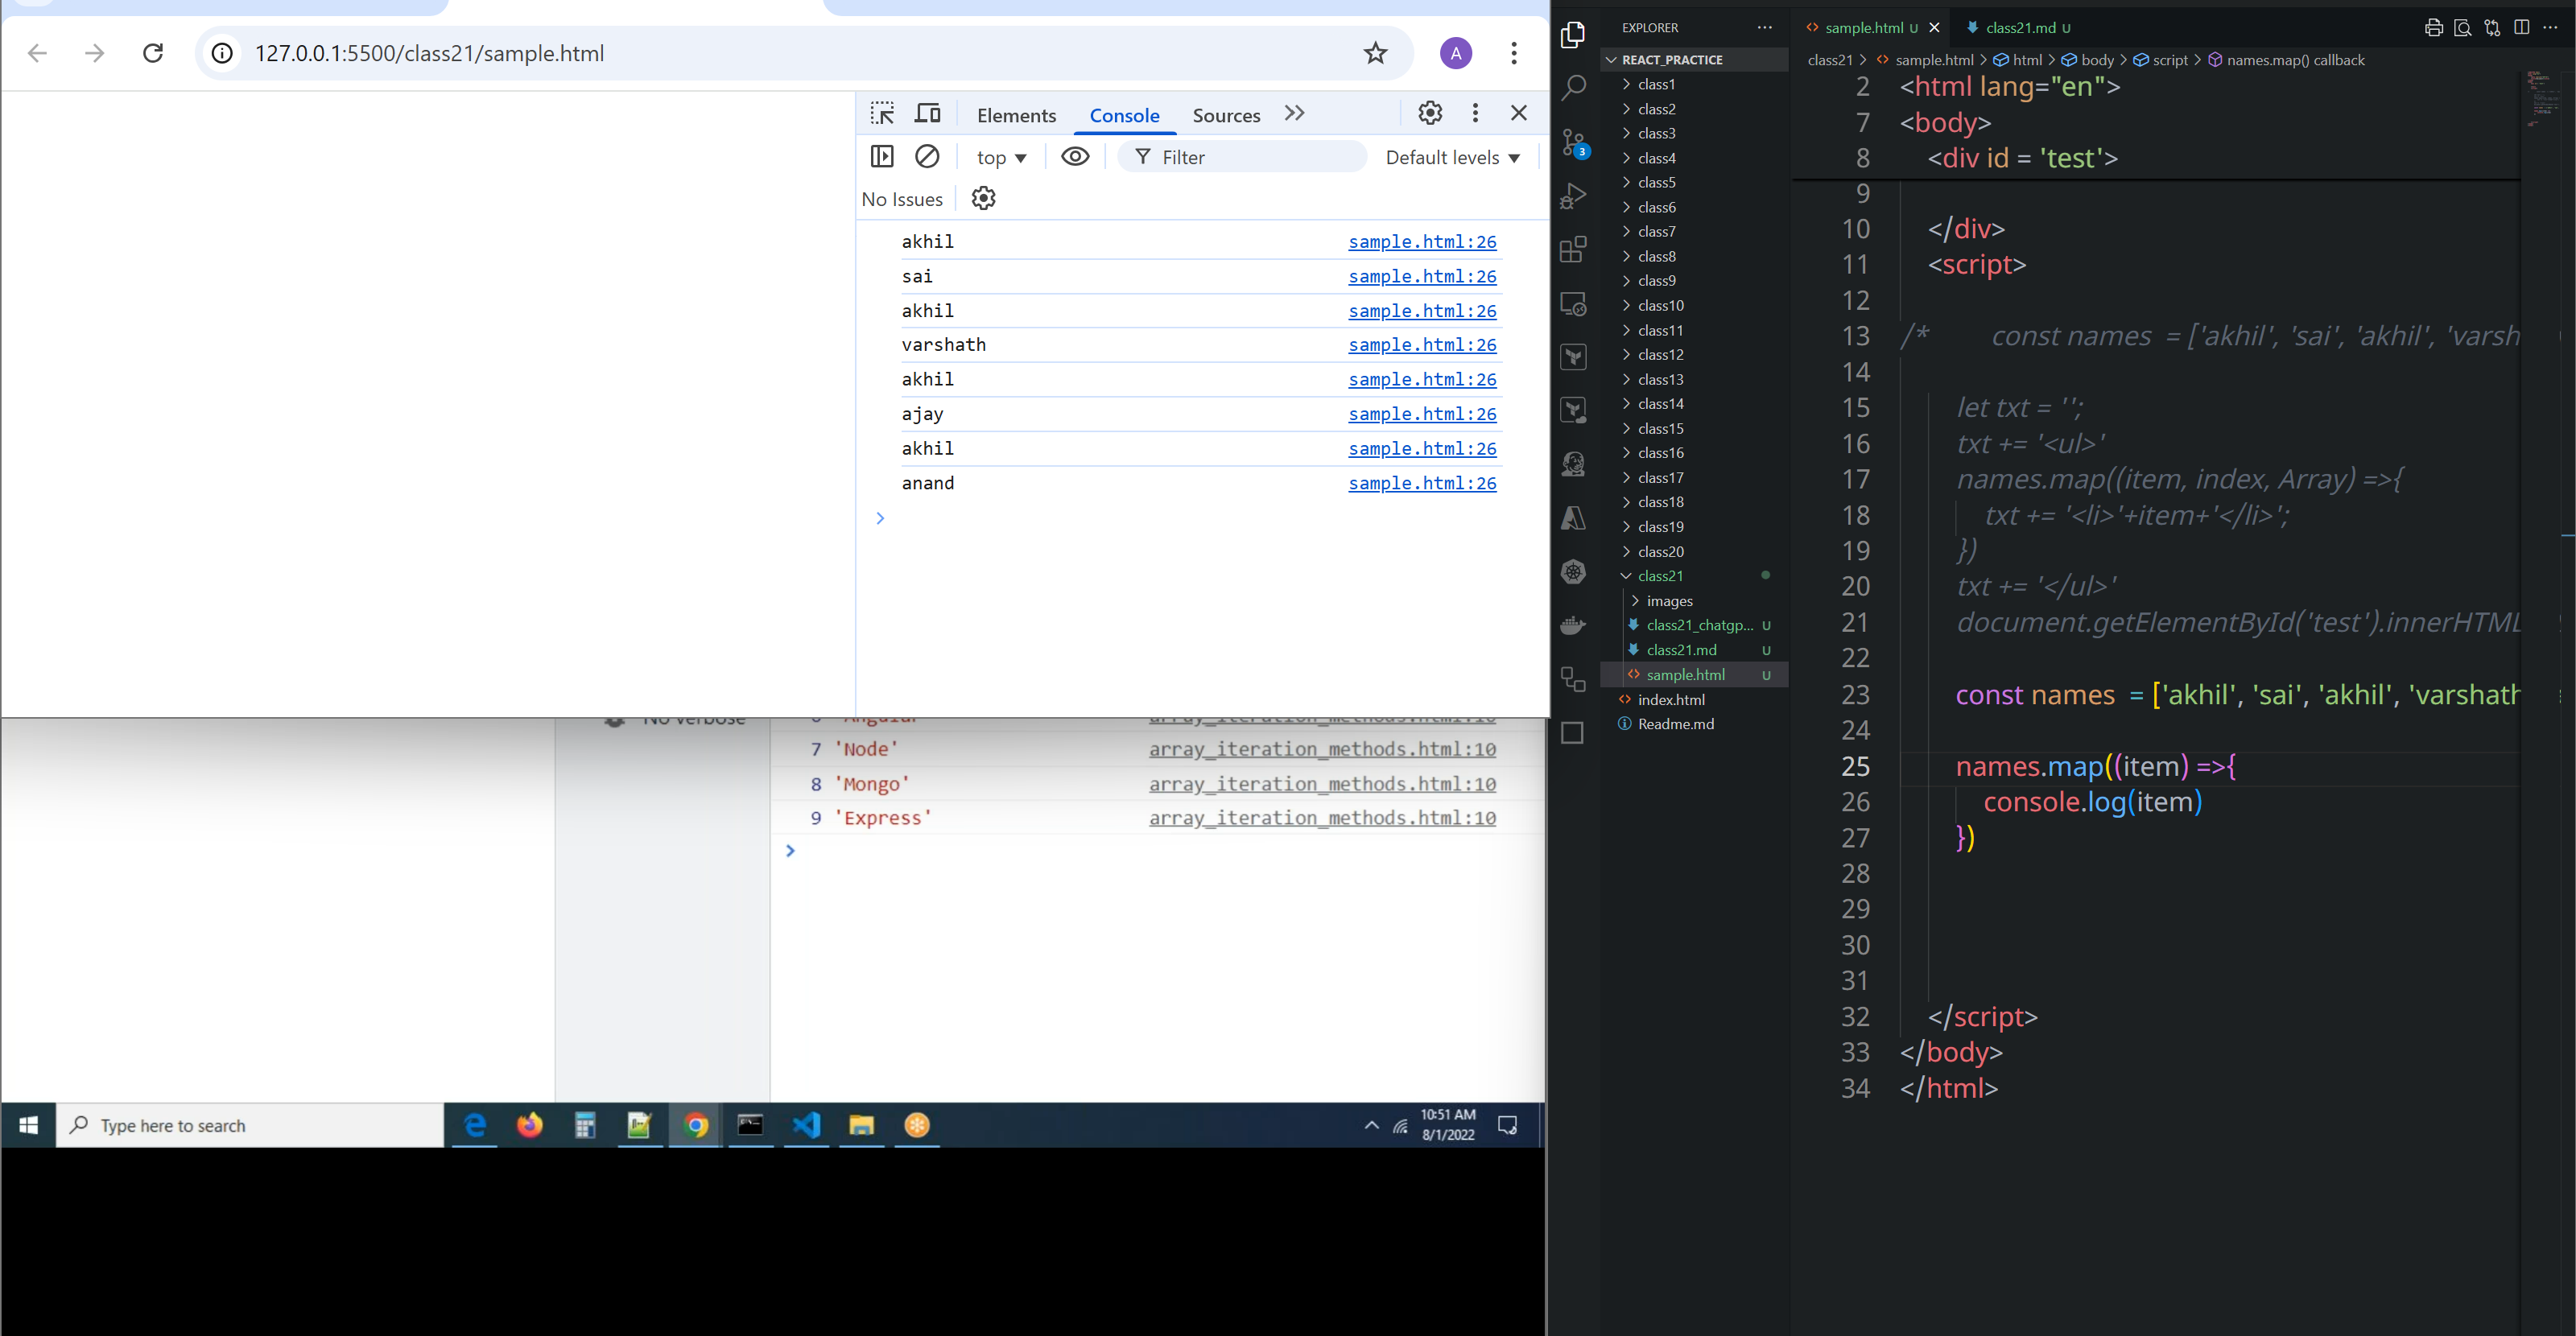 127.0.0.1:5500/class21/sample.html
A
Elements Console Sources
top Filter Default levels
No Issues
akhil sample.html:26
sai sample.html:26
akhil sample.html:26
varshath sample.html:26
akhil sample.html:26
ajay sample.html:26
akhil sample.html:26
anand sample.html:26
No verbose
6 'Angular' array_iteration_methods.html:10
7 'Node' array_iteration_methods.html:10
8 'Mongo' array_iteration_methods.html:10
9 'Express' array_iteration_methods.html:10
Type here to search
10:51 AM
8/1/2022
3
EXPLORER
REACT_PRACTICE
class1
class2
class3
class4
class5
class6
class7
class8
class9
class10
class11
class12
class13
class14
class15
class16
class17
class18
class19
class20
class21
images
class21_chatgp... U
class21.md U
sample.html U
index.html
Readme.md
sample.html U class21.md U
class21 > sample.html > html > body > script > names.map() callback
2 <html lang="en">
7 <body>
8 <div id = 'test'>
9
10 </div>
11 <script>
12
13 /* const names = ['akhil', 'sai', 'akhil', 'varsh
14
15 let txt = '';
16 txt += '<ul>'
17 names.map((item, index, Array) =>{
18 txt += '<li>'+item+'</li>';
19 })
20 txt += '</ul>'
21 document.getElementById('test').innerHTML
22
23 const names = ['akhil', 'sai', 'akhil', 'varshath
24
25 names.map((item) =>{
26 console.log(item)
27 })
28
29
30
31
32 </script>
33 </body>
34 </html>